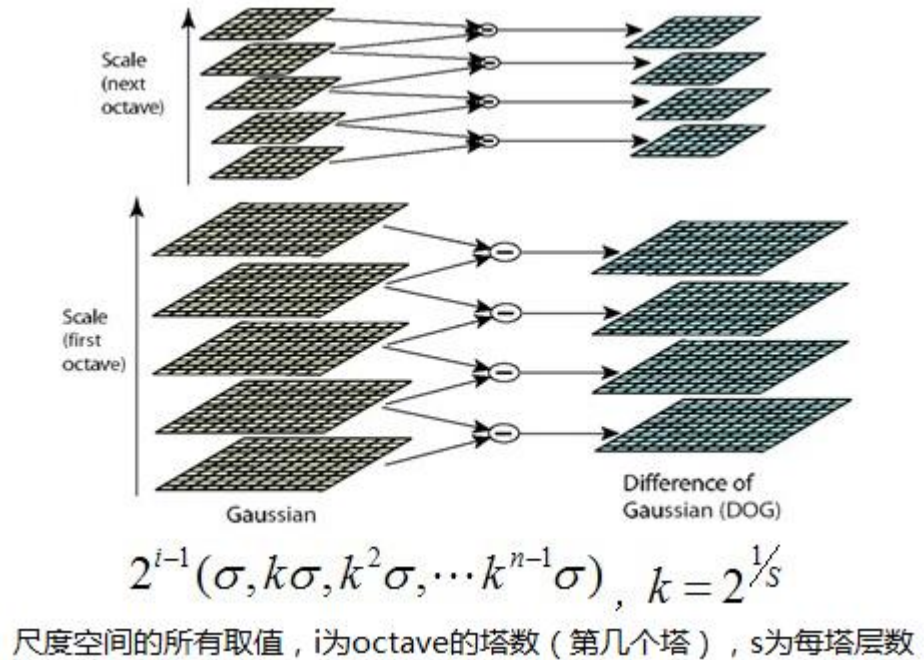 Scale
(next
octave)
Scale
(first
octave)
Gaussian
Difference of
Gaussian (DOG)
2^{i-1}(σ, kσ, k^2σ, ⋯ k^{n-1}σ) , k = 2^{1/s}
尺度空间的所有取值，i为octave的塔数（第几个塔），s为每塔层数